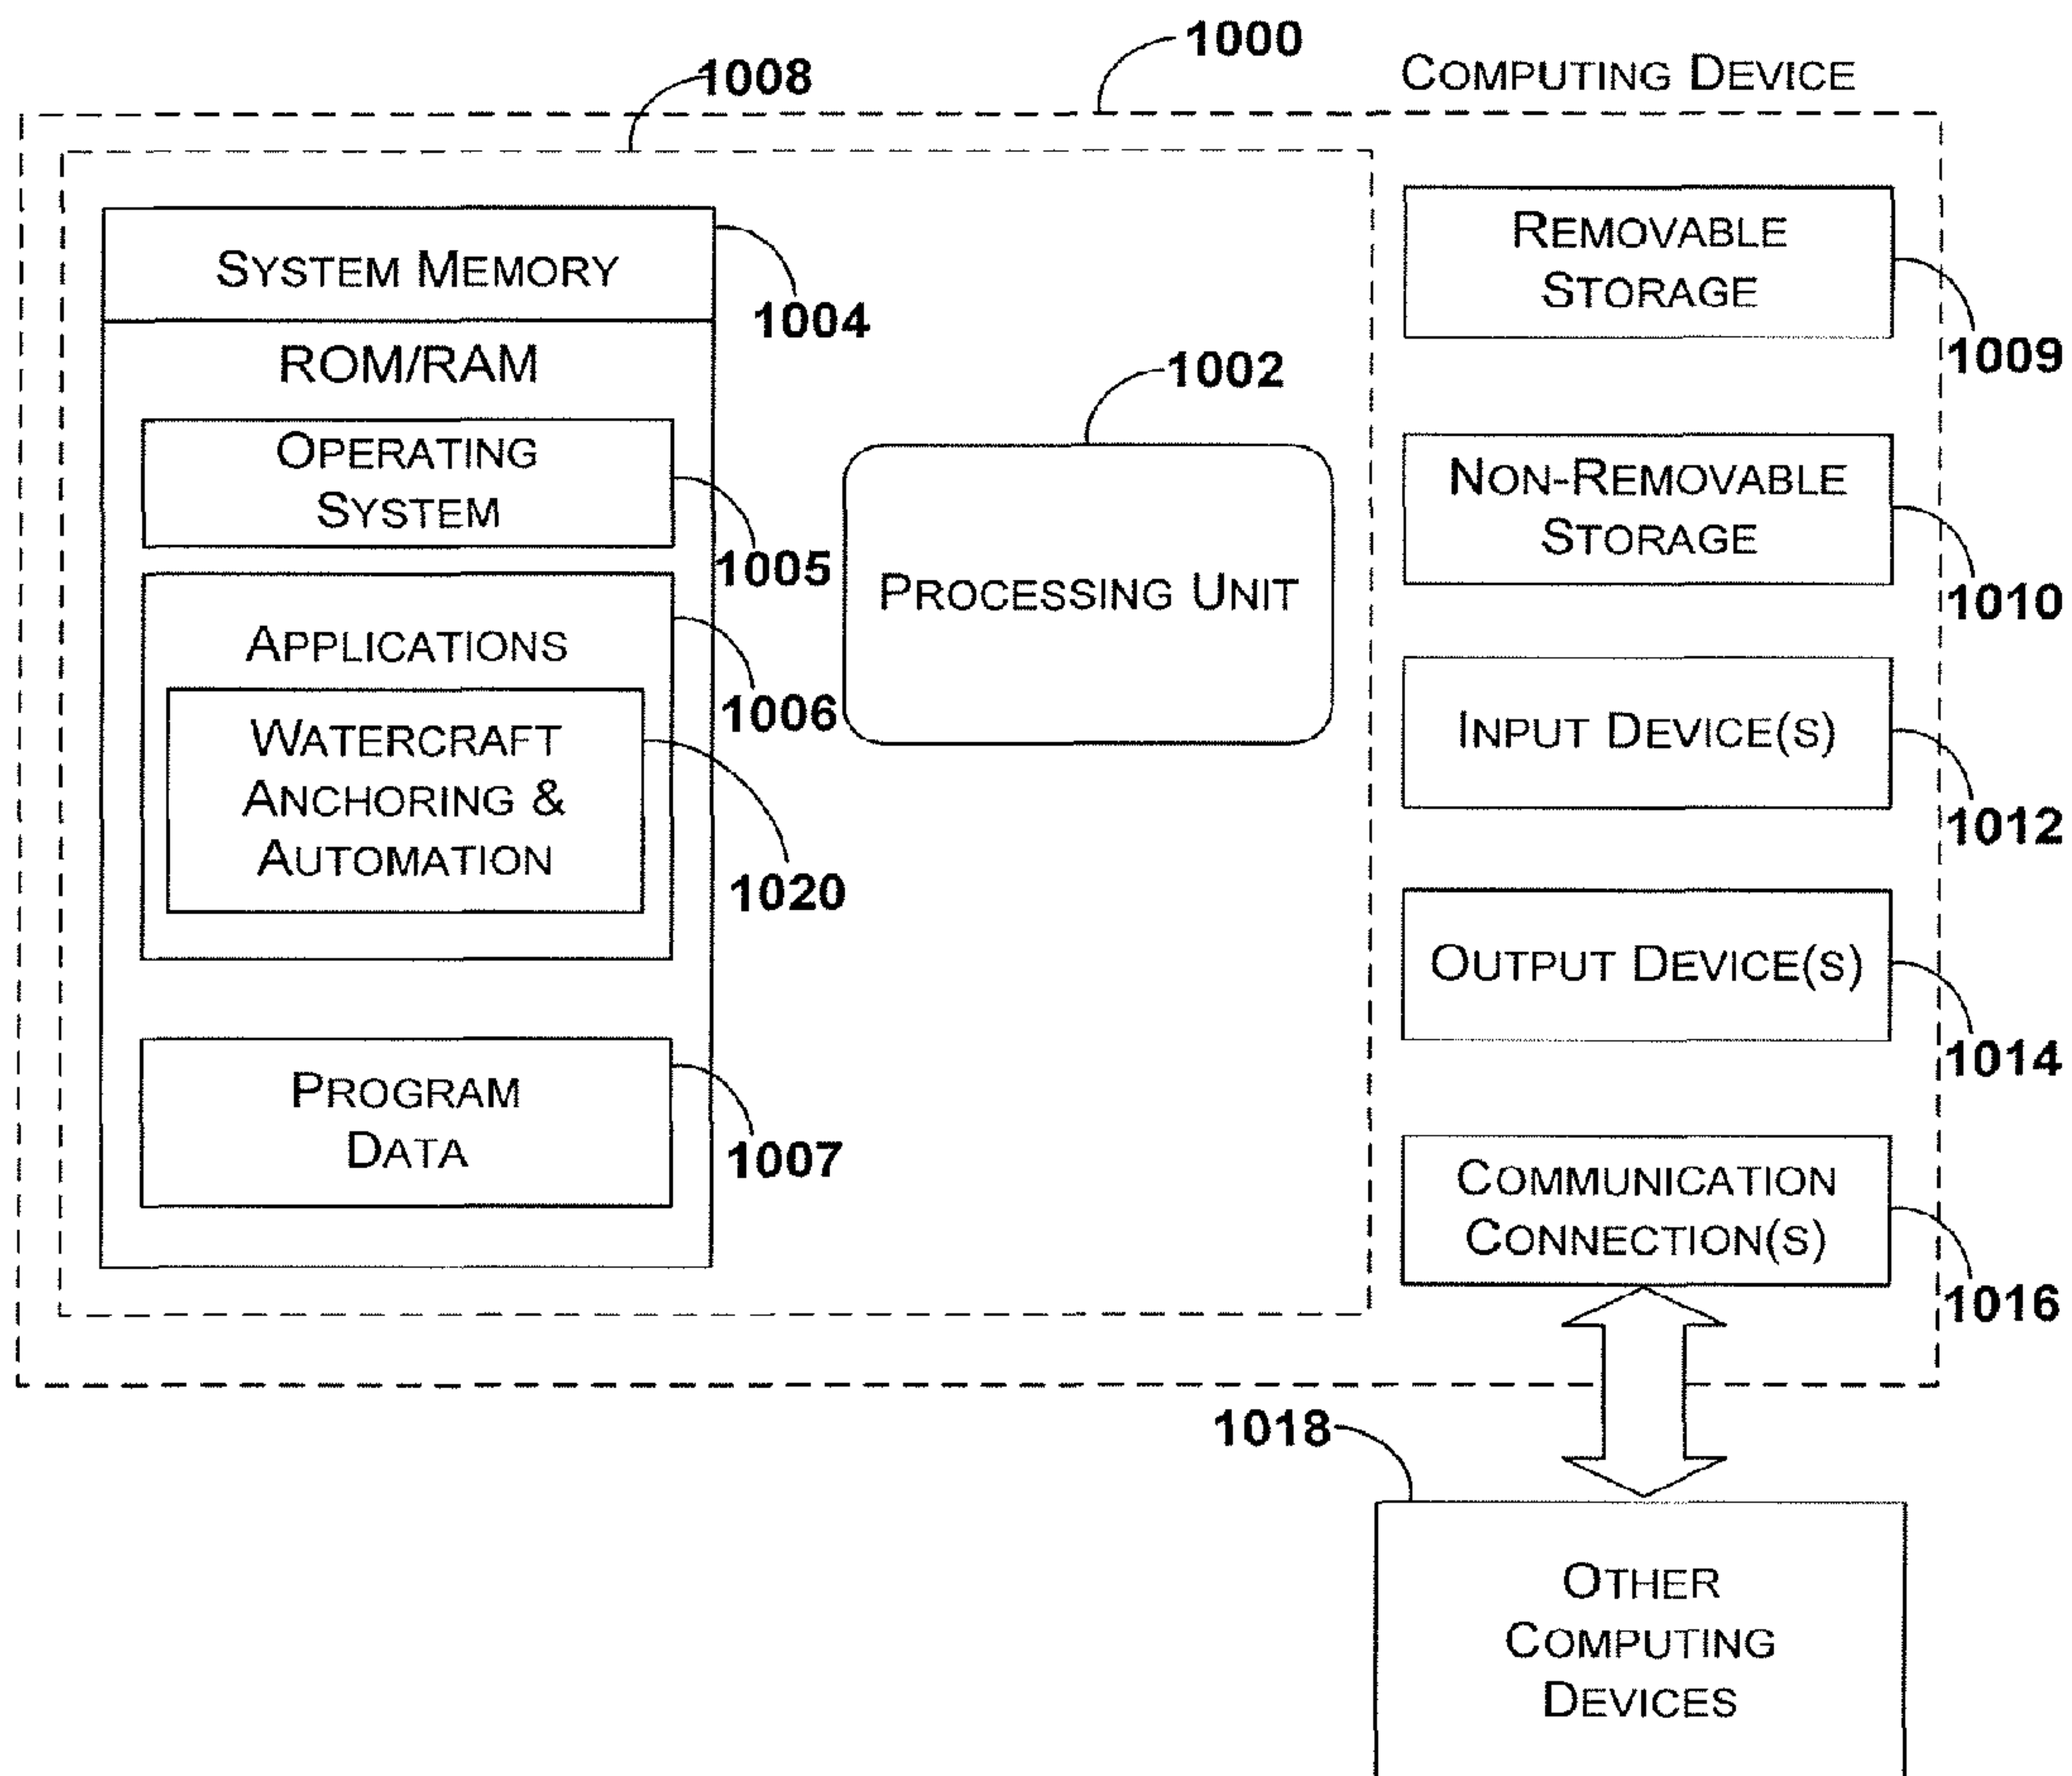 1000
COMPUTING DEVICE
1008
SYSTEM MEMORY
1004
ROM/RAM
OPERATING
SYSTEM
1005
APPLICATIONS
1006
WATERCRAFT
ANCHORING &
AUTOMATION
1020
PROGRAM
DATA
1007
1002
PROCESSING UNIT
REMOVABLE
STORAGE
1009
NON-REMOVABLE
STORAGE
1010
INPUT DEVICE(S)
1012
OUTPUT DEVICE(S)
1014
COMMUNICATION
CONNECTION(S)
1016
1018
OTHER
COMPUTING
DEVICES